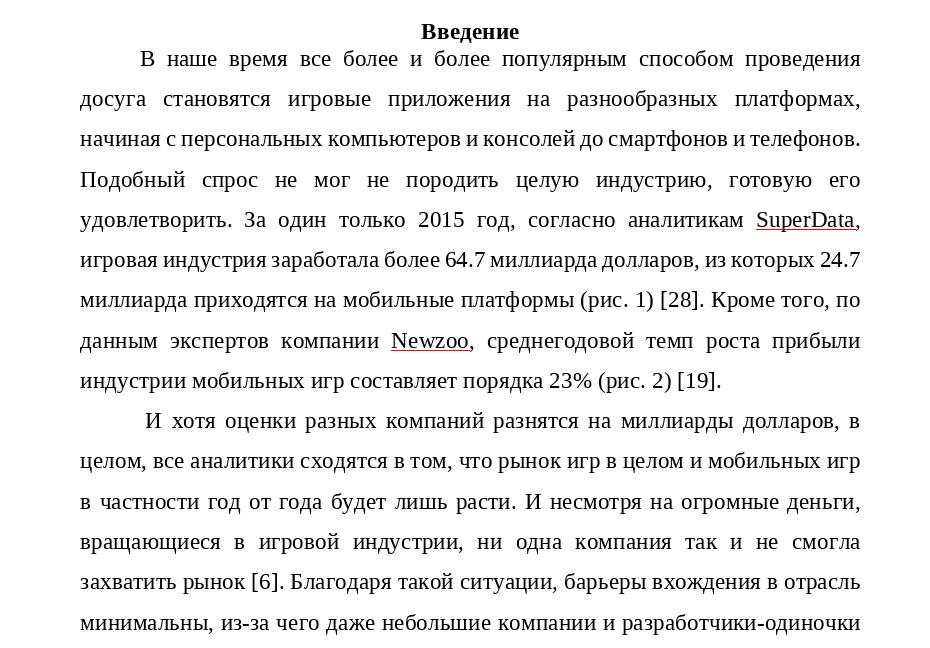 Введение
В наше время все более и более популярным способом проведения
досуга становятся игровые приложения на разнообразных платформах,
начиная с персональных компьютеров и консолей до смартфонов и телефонов.
Подобный спрос не мог не породить целую индустрию, готовую его
удовлетворить. За один только 2015 год, согласно аналитикам SuperData,
игровая индустрия заработала более 64.7 миллиарда долларов, из которых 24.7
миллиарда приходятся на мобильные платформы (рис. 1) [28]. Кроме того, по
данным экспертов компании Newzoo, среднегодовой темп роста прибыли
индустрии мобильных игр составляет порядка 23% (рис. 2) [19].
И хотя оценки разных компаний разнятся на миллиарды долларов, в
целом, все аналитики сходятся в том, что рынок игр в целом и мобильных игр
в частности год от года будет лишь расти. И несмотря на огромные деньги,
вращающиеся в игровой индустрии, ни одна компания так и не смогла
захватить рынок [6]. Благодаря такой ситуации, барьеры вхождения в отрасль
минимальны, из-за чего даже небольшие компании и разработчики-одиночки